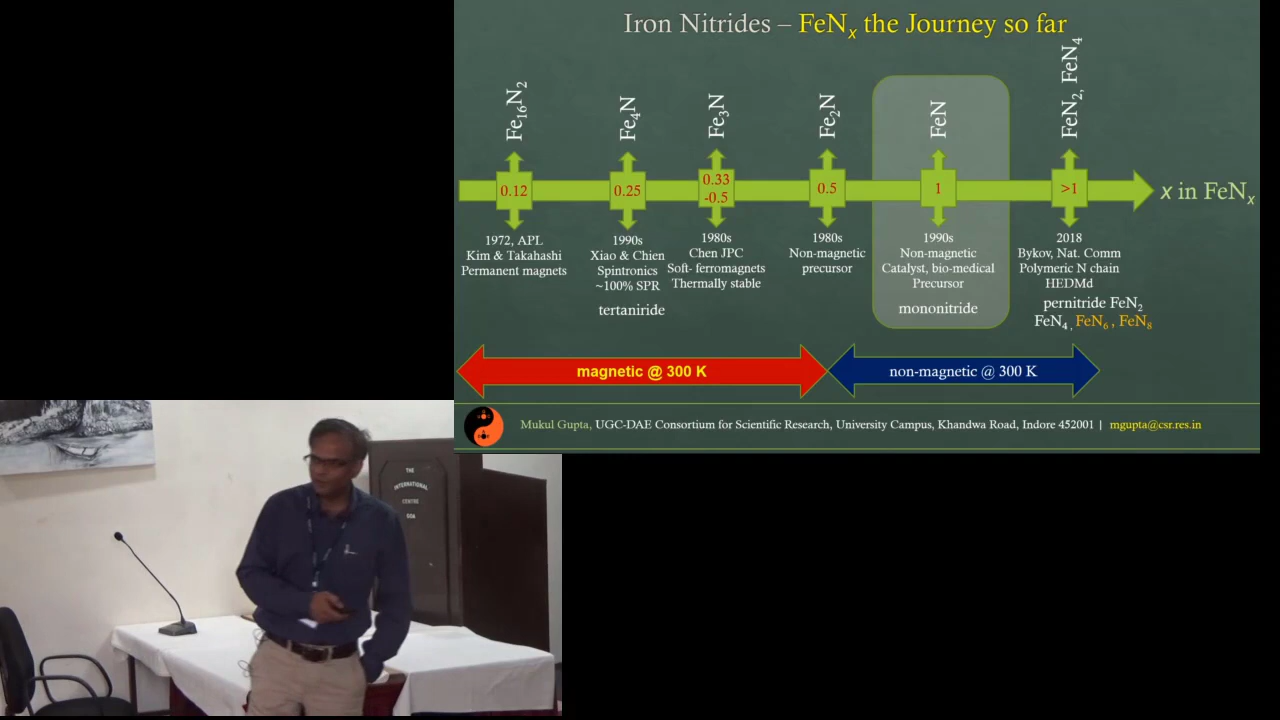 Iron Nitrides – FeNₓ the Journey so far
Fe₁₆N₂
Fe₄N
Fe₃N
Fe₂N
FeN
FeN₂, FeN₄
0.12
0.25
0.33
-0.5
0.5
1
>1
x in FeNₓ
1972, APL
Kim & Takahashi
Permanent magnets
1990s
Xiao & Chien
Spintronics
~100% SPR
tertaniride
1980s
Chen JPC
Soft- ferromagnets
Thermally stable
1980s
Non-magnetic
precursor
1990s
Non-magnetic
Catalyst, bio-medical
Precursor
mononitride
2018
Bykov, Nat. Comm
Polymeric N chain
HEDMd
pernitride FeN₂
FeN₄, FeN₆, FeN₈
magnetic @ 300 K
non-magnetic @ 300 K
Mukul Gupta, UGC-DAE Consortium for Scientific Research, University Campus, Khandwa Road, Indore 452001 | mgupta@csr.res.in
THE
INTERNATIONAL
CENTRE
GOA